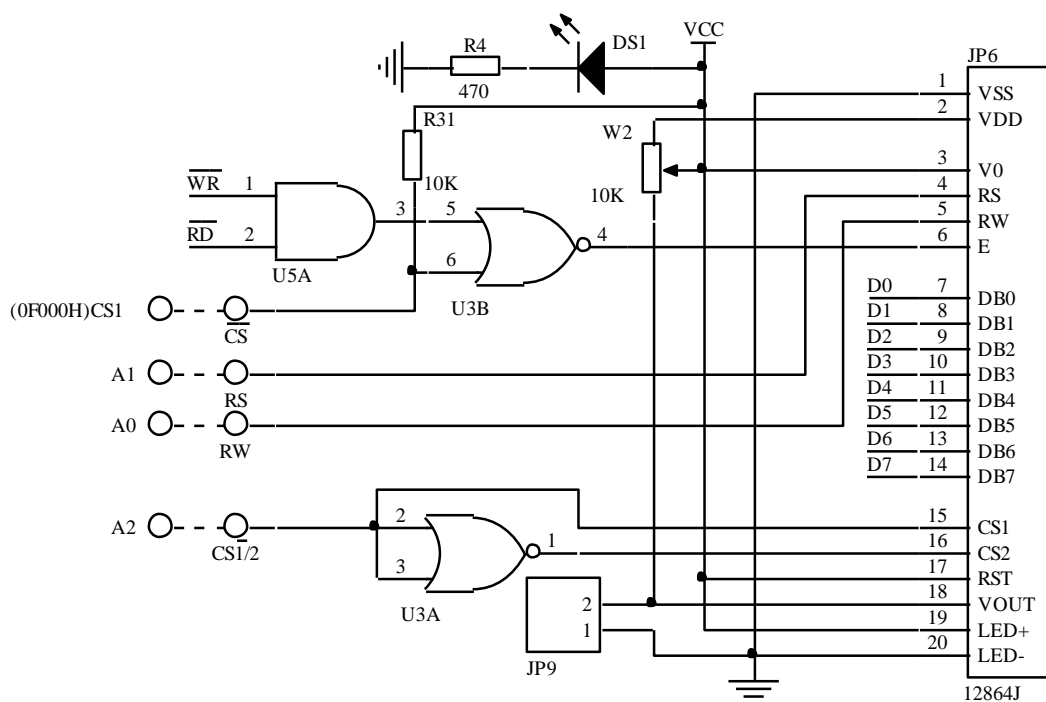 VCC
R4
DS1
470
JP6
1 VSS
2 VDD
R31
W2
3 V0
10K
10K
4 RS
WR 1
3
5
5 RW
RD 2
4
6 E
U5A
6
U3B
(0F000H)CS1
CS
D0 7 DB0
D1 8 DB1
D2 9 DB2
D3 10 DB3
D4 11 DB4
D5 12 DB5
D6 13 DB6
D7 14 DB7
A1
RS
A0
RW
A2
CS1/2
2
3
1
U3A
15 CS1
16 CS2
17 RST
2
18 VOUT
1
19 LED+
20 LED-
JP9
12864J